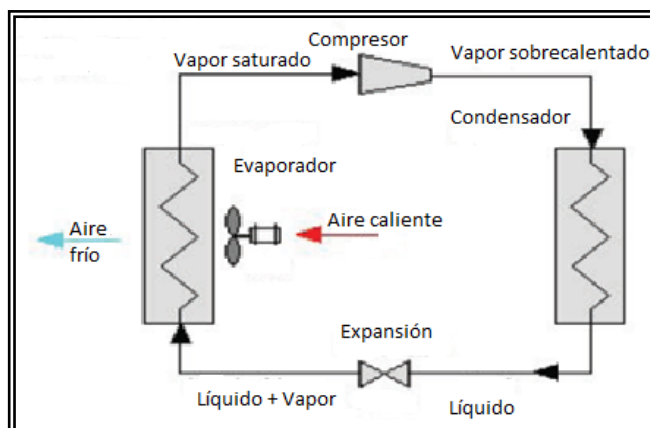 Compresor
Vapor saturado
Vapor sobrecalentado
Condensador
Evaporador
Aire caliente
Aire
frío
Expansión
Líquido + Vapor
Líquido